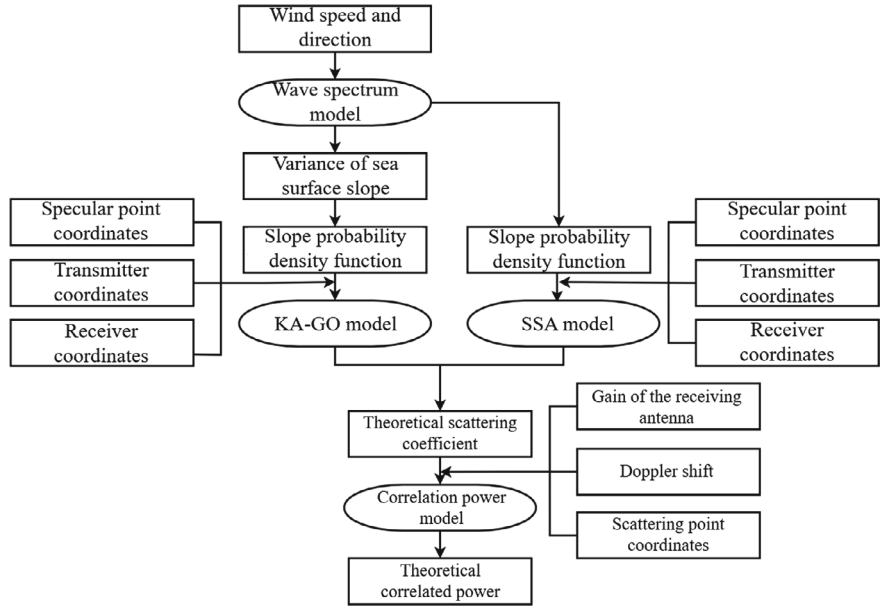 Wind speed and
direction
Wave spectrum
model
Variance of sea
surface slope
Specular point
coordinates
Slope probability
density function
Slope probability
density function
Specular point
coordinates
Transmitter
coordinates
Transmitter
coordinates
Receiver
coordinates
KA-GO model
SSA model
Receiver
coordinates
Theoretical scattering
coefficient
Gain of the receiving
antenna
Doppler shift
Correlation power
model
Scattering point
coordinates
Theoretical
correlated power